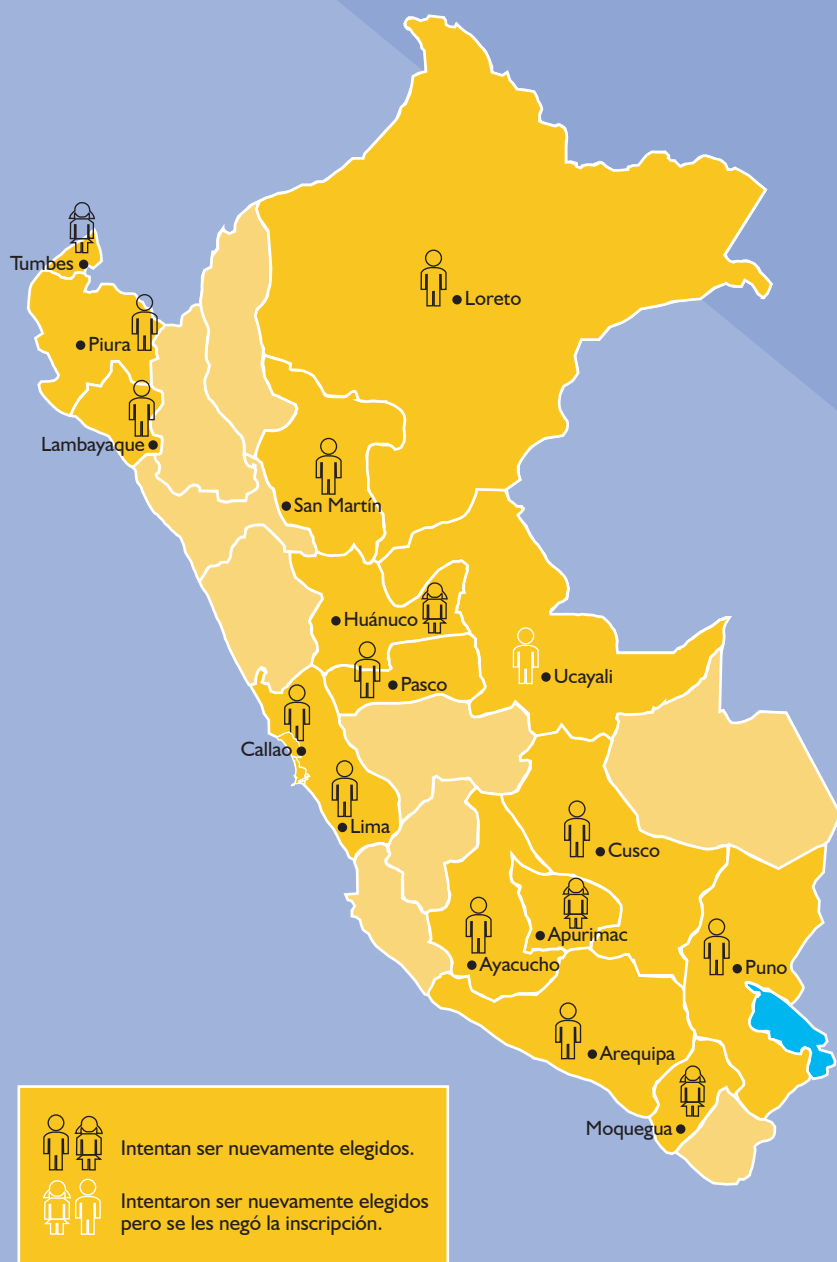 Tumbes
Loreto
Piura
Lambayaque
San Martín
Huánuco
Ucayali
Pasco
Callao
Lima
Cusco
Apurimac
Ayacucho
Puno
Arequipa
Moquegua
Intentan ser nuevamente elegidos.
Intentaron ser nuevamente elegidos
pero se les negó la inscripción.